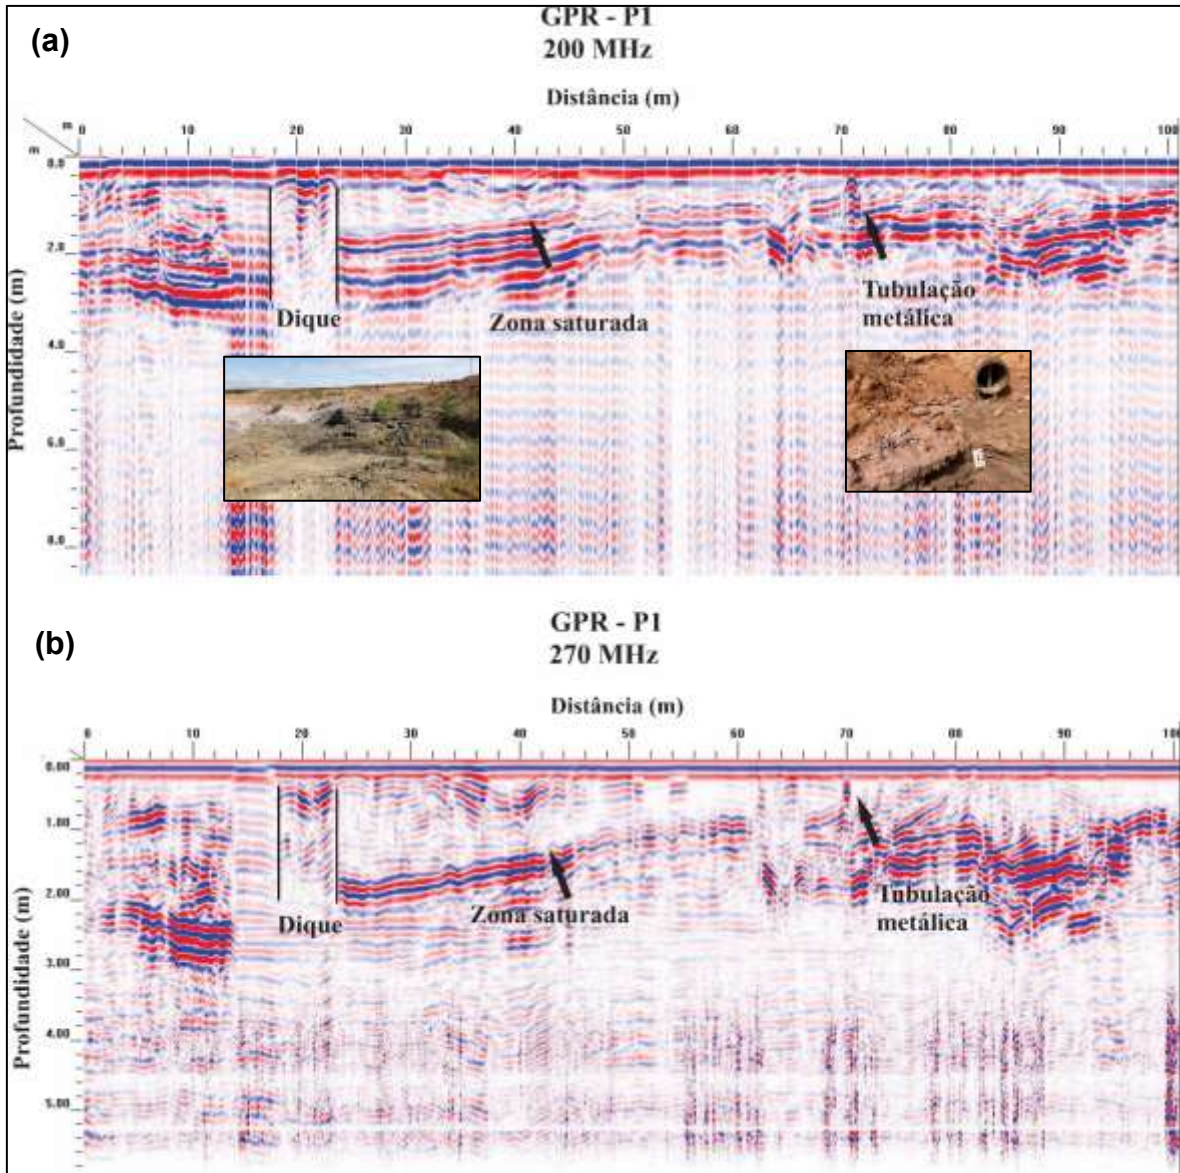 (a)
GPR - P1
200 MHz
Distância (m)
m
m
0 10 20 30 40 50 60 70 80 90 100
0.0
2.0
4.0
6.0
8.0
Profundidade (m)
Dique
Zona saturada
Tubulação
metálica
(b)
GPR - P1
270 MHz
Distância (m)
0 10 20 30 40 50 60 70 80 90 100
0.00
1.00
2.00
3.00
4.00
5.00
Profundidade (m)
Dique
Zona saturada
Tubulação
metálica